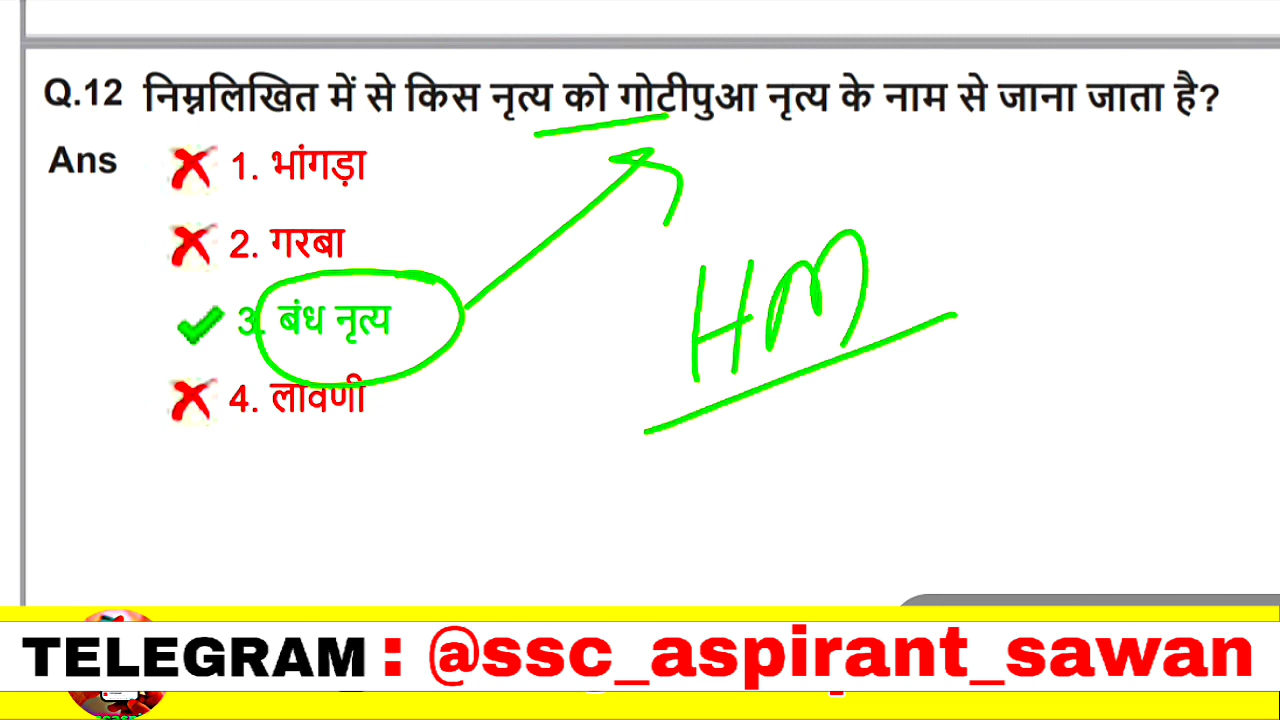 Q.12 निम्नलिखित में से किस नृत्य को गोटीपुआ नृत्य के नाम से जाना जाता है?
Ans 1. भांगड़ा
2. गरबा
3. बंध नृत्य
4. लावणी
HM
TELEGRAM : @ssc_aspirant_sawan